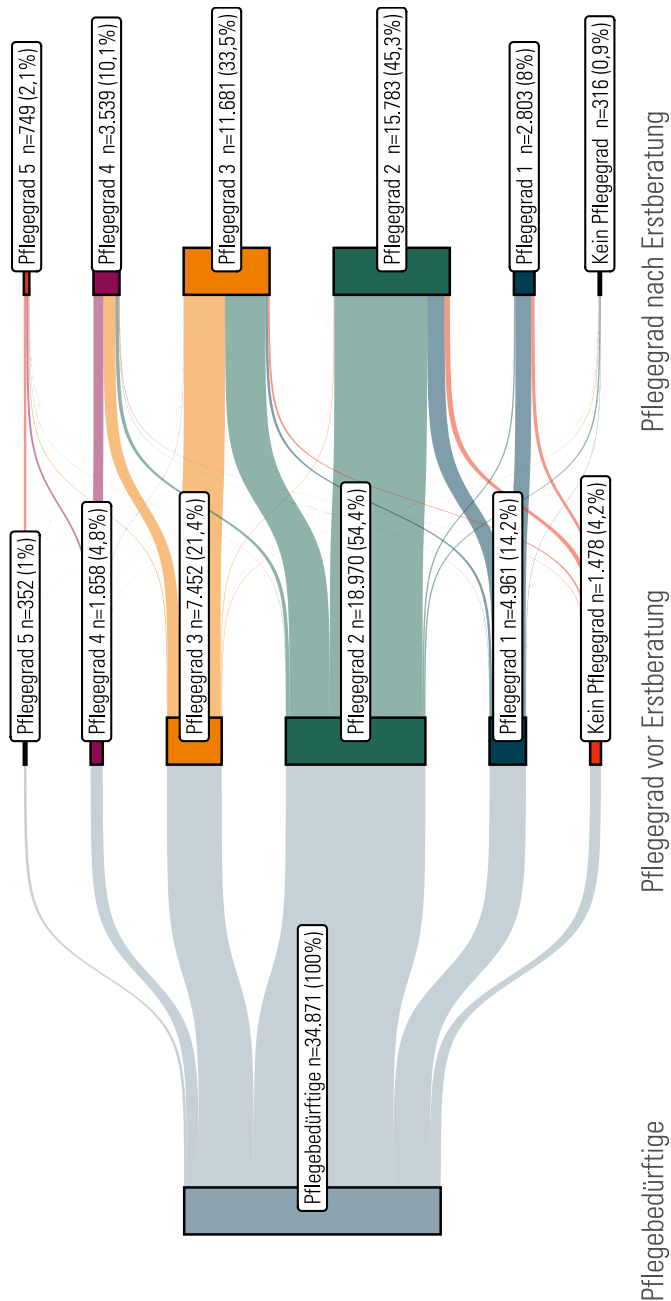 Pflegebedürftige n=34.871 (100%)
Pflegegrad 5 n=352 (1%)
Pflegegrad 4 n=1.658 (4,8%)
Pflegegrad 3 n=7.452 (21,4%)
Pflegegrad 2 n=18.970 (54,4%)
Pflegegrad 1 n=4.961 (14,2%)
Kein Pflegegrad n=1.478 (4,2%)
Pflegegrad 5 n=749 (2,1%)
Pflegegrad 4 n=3.539 (10,1%)
Pflegegrad 3 n=11.681 (33,5%)
Pflegegrad 2 n=15.783 (45,3%)
Pflegegrad 1 n=2.803 (8%)
Kein Pflegegrad n=316 (0,9%)
Pflegebedürftige
Pflegegrad vor Erstberatung
Pflegegrad nach Erstberatung